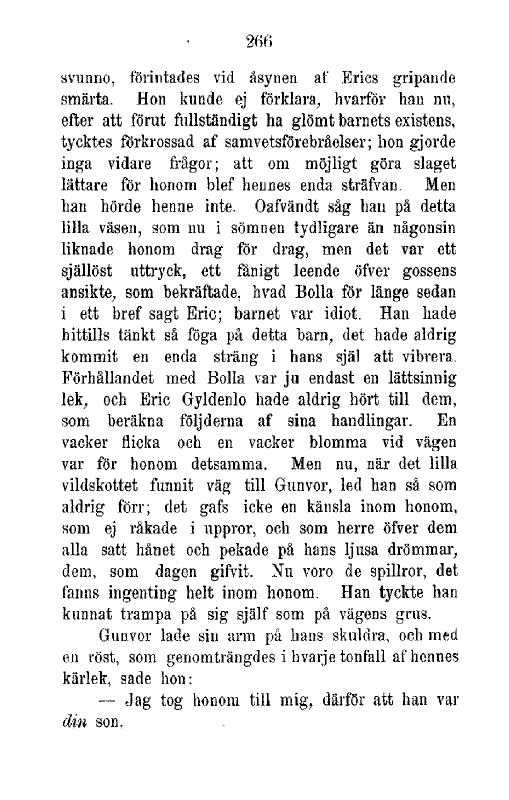 266
svunno, förintades vid åsynen af Erics gripande
smärta. Hon kunde ej förklara, hvarför han nu,
efter att förut fullständigt ha glömt barnets existens,
tycktes förkrossad af samvetsförebråelser; hon gjorde
inga vidare frågor; att om möjligt göra slaget
lättare för honom blef hennes enda sträfvan. Men
han hörde henne inte. Oafvändt såg han på detta
lilla väsen, som nu i sömnen tydligare än någonsin
liknade honom drag för drag, men det var ett
själlöst uttryck, ett fånigt leende öfver gossens
ansikte, som bekräftade, hvad Bolla för länge sedan
i ett bref sagt Eric; barnet var idiot. Han hade
hittills tänkt så föga på detta barn, det hade aldrig
kommit en enda sträng i hans själ att vibrera.
Förhållandet med Bolla var ju endast en lättsinnig
lek, och Eric Gyldenlo hade aldrig hört till dem,
som beräkna följderna af sina handlingar. En
vacker flicka och en vacker blomma vid vägen
var för honom detsamma. Men nu, när det lilla
vildskottet funnit väg till Gunvor, led han så som
aldrig förr; det gafs icke en känsla inom honom,
som ej råkade i uppror, och som herre öfver dem
alla satt hånet och pekade på hans ljusa drömmar,
dem, som dagen gifvit. Nu voro de spillror, det
fanns ingenting helt inom honom. Han tyckte han
kunnat trampa på sig själf som på vägens grus.
Gunvor lade sin arm på hans skuldra, och med
en röst, som genomträngdes i hvarje tonfall af hennes
kärlek, sade hon:
— Jag tog honom till mig, därför att han var
din son.